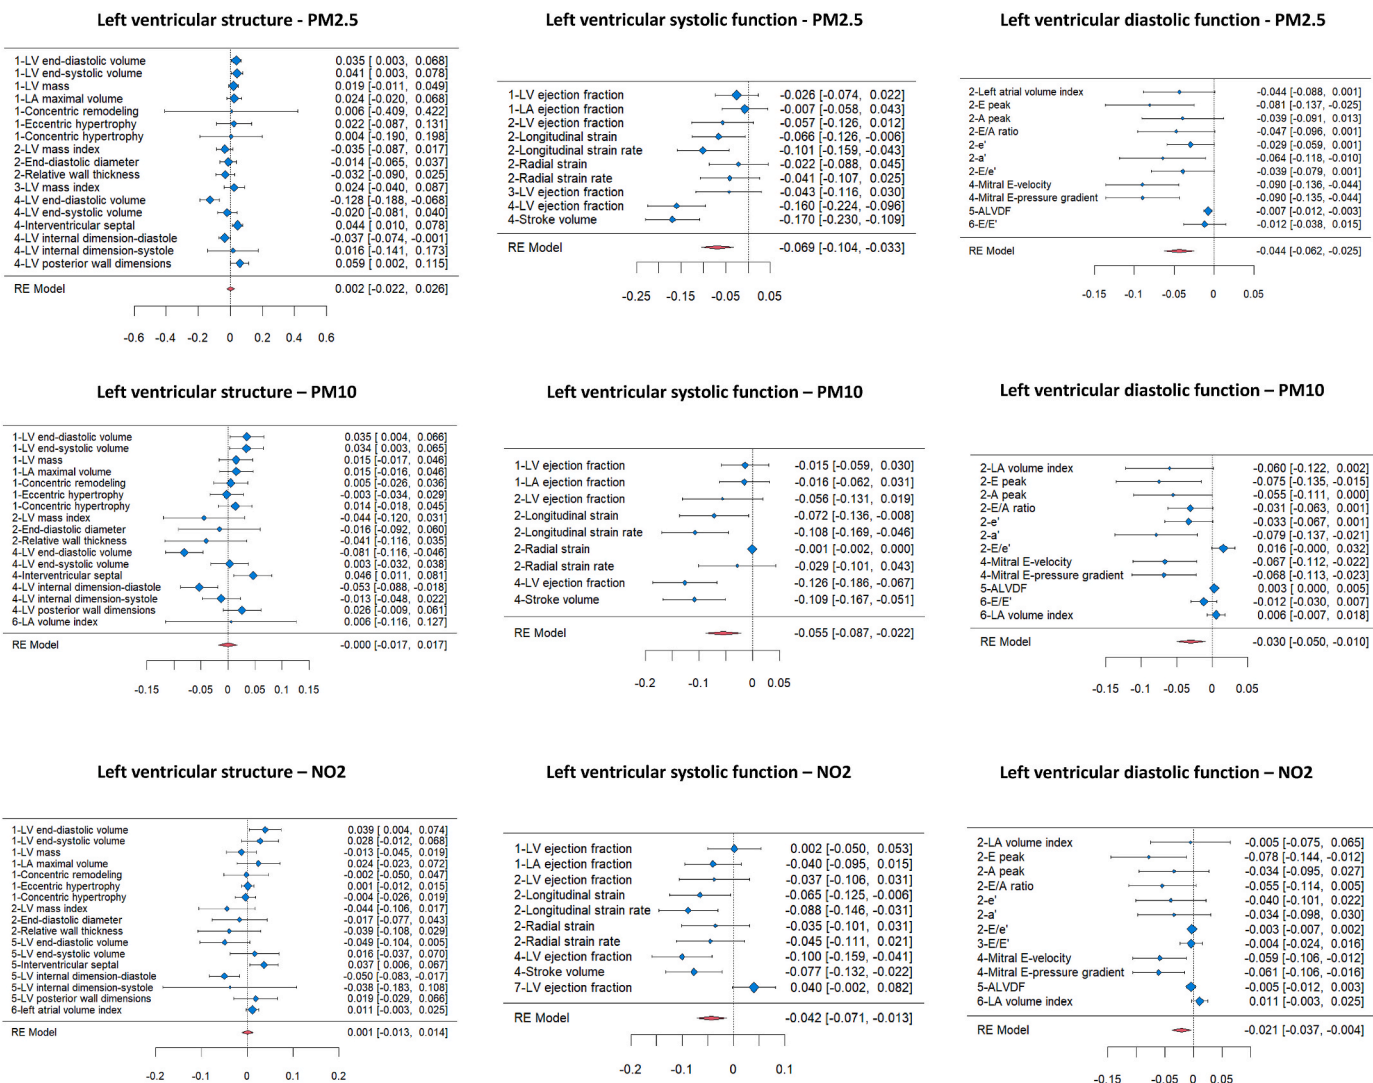 Left ventricular structure - PM2.5
1-LV end-diastolic volume 0.035 [ 0.003, 0.068]
1-LV end-systolic volume 0.041 [ 0.003, 0.078]
1-LV mass 0.019 [-0.011, 0.049]
1-LA maximal volume 0.024 [-0.020, 0.068]
1-Concentric remodeling 0.006 [-0.409, 0.422]
1-Eccentric hypertrophy 0.022 [-0.087, 0.131]
1-Concentric hypertrophy 0.004 [-0.190, 0.198]
2-LV mass index -0.035 [-0.087, 0.017]
2-End-diastolic diameter -0.014 [-0.065, 0.037]
2-Relative wall thickness -0.032 [-0.090, 0.025]
3-LV mass index 0.024 [-0.040, 0.087]
4-LV end-diastolic volume -0.128 [-0.188, -0.068]
4-LV end-systolic volume -0.020 [-0.081, 0.040]
4-Interventricular septal 0.044 [ 0.010, 0.078]
4-LV internal dimension-diastole -0.037 [-0.074, -0.001]
4-LV internal dimension-systole 0.016 [-0.141, 0.173]
4-LV posterior wall dimensions 0.059 [ 0.002, 0.115]
RE Model 0.002 [-0.022, 0.026]
-0.6 -0.4 -0.2 0 0.2 0.4 0.6
Left ventricular systolic function - PM2.5
1-LV ejection fraction -0.026 [-0.074, 0.022]
1-LA ejection fraction -0.007 [-0.058, 0.043]
2-LV ejection fraction -0.057 [-0.126, 0.012]
2-Longitudinal strain -0.066 [-0.126, -0.006]
2-Longitudinal strain rate -0.101 [-0.159, -0.043]
2-Radial strain -0.022 [-0.088, 0.045]
2-Radial strain rate -0.041 [-0.107, 0.025]
3-LV ejection fraction -0.043 [-0.116, 0.030]
4-LV ejection fraction -0.160 [-0.224, -0.096]
4-Stroke volume -0.170 [-0.230, -0.109]
RE Model -0.069 [-0.104, -0.033]
-0.25 -0.15 -0.05 0.05
Left ventricular diastolic function - PM2.5
2-Left atrial volume index -0.044 [-0.088, 0.001]
2-E peak -0.081 [-0.137, -0.025]
2-A peak -0.039 [-0.091, 0.013]
2-E/A ratio -0.047 [-0.096, 0.001]
2-e' -0.029 [-0.059, 0.001]
2-a' -0.064 [-0.118, -0.010]
2-E/e' -0.039 [-0.079, 0.001]
4-Mitral E-velocity -0.090 [-0.136, -0.044]
4-Mitral E-pressure gradient -0.090 [-0.135, -0.044]
5-ALVDF -0.007 [-0.012, -0.003]
6-E/E' -0.012 [-0.038, 0.015]
RE Model -0.044 [-0.062, -0.025]
-0.15 -0.1 -0.05 0 0.05
Left ventricular structure – PM10
1-LV end-diastolic volume 0.035 [ 0.004, 0.066]
1-LV end-systolic volume 0.034 [ 0.003, 0.065]
1-LV mass 0.015 [-0.017, 0.046]
1-LA maximal volume 0.015 [-0.016, 0.046]
1-Concentric remodeling 0.005 [-0.026, 0.036]
1-Eccentric hypertrophy -0.003 [-0.034, 0.029]
1-Concentric hypertrophy 0.014 [-0.018, 0.045]
2-LV mass index -0.044 [-0.120, 0.031]
2-End-diastolic diameter -0.016 [-0.092, 0.060]
2-Relative wall thickness -0.041 [-0.116, 0.035]
4-LV end-diastolic volume -0.081 [-0.116, -0.046]
4-LV end-systolic volume 0.003 [-0.032, 0.038]
4-Interventricular septal 0.046 [ 0.011, 0.081]
4-LV internal dimension-diastole -0.053 [-0.088, -0.018]
4-LV internal dimension-systole -0.013 [-0.048, 0.022]
4-LV posterior wall dimensions 0.026 [-0.009, 0.061]
6-LA volume index 0.006 [-0.116, 0.127]
RE Model -0.000 [-0.017, 0.017]
-0.15 -0.05 0 0.05 0.15
Left ventricular systolic function – PM10
1-LV ejection fraction -0.015 [-0.059, 0.030]
1-LA ejection fraction -0.016 [-0.062, 0.031]
2-LV ejection fraction -0.056 [-0.131, 0.019]
2-Longitudinal strain -0.072 [-0.136, -0.008]
2-Longitudinal strain rate -0.108 [-0.169, -0.046]
2-Radial strain -0.001 [-0.002, 0.000]
2-Radial strain rate -0.029 [-0.101, 0.043]
4-LV ejection fraction -0.126 [-0.186, -0.067]
4-Stroke volume -0.109 [-0.167, -0.051]
RE Model -0.055 [-0.087, -0.022]
-0.2 -0.1 0 0.05
Left ventricular diastolic function – PM10
2-LA volume index -0.060 [-0.122, 0.002]
2-E peak -0.075 [-0.135, -0.015]
2-A peak -0.055 [-0.111, 0.000]
2-E/A ratio -0.031 [-0.063, 0.001]
2-e' -0.033 [-0.067, 0.001]
2-a' -0.079 [-0.137, -0.021]
2-E/e' 0.016 [-0.000, 0.032]
4-Mitral E-velocity -0.067 [-0.112, -0.022]
4-Mitral E-pressure gradient -0.068 [-0.113, -0.023]
5-ALVDF 0.003 [ 0.000, 0.005]
6-E/E' -0.012 [-0.030, 0.007]
6-LA volume index 0.006 [-0.007, 0.018]
RE Model -0.030 [-0.050, -0.010]
-0.15 -0.1 -0.05 0 0.05
Left ventricular structure – NO2
1-LV end-diastolic volume 0.039 [ 0.004, 0.074]
1-LV end-systolic volume 0.028 [-0.012, 0.068]
1-LV mass -0.013 [-0.045, 0.019]
1-LA maximal volume 0.024 [-0.023, 0.072]
1-Concentric remodeling -0.002 [-0.050, 0.047]
1-Eccentric hypertrophy 0.001 [-0.012, 0.015]
1-Concentric hypertrophy -0.004 [-0.026, 0.019]
2-LV mass index -0.044 [-0.106, 0.017]
2-End-diastolic diameter -0.017 [-0.077, 0.043]
2-Relative wall thickness -0.039 [-0.108, 0.029]
5-LV end-diastolic volume -0.049 [-0.104, 0.005]
5-LV end-systolic volume 0.016 [-0.037, 0.070]
5-Interventricular septal 0.037 [ 0.006, 0.067]
5-LV internal dimension-diastole -0.050 [-0.083, -0.017]
5-LV internal dimension-systole -0.038 [-0.183, 0.108]
5-LV posterior wall dimensions 0.019 [-0.029, 0.066]
6-left atrial volume index 0.011 [-0.003, 0.025]
RE Model 0.001 [-0.013, 0.014]
-0.2 -0.1 0 0.1 0.2
Left ventricular systolic function – NO2
1-LV ejection fraction 0.002 [-0.050, 0.053]
1-LA ejection fraction -0.040 [-0.095, 0.015]
2-LV ejection fraction -0.037 [-0.106, 0.031]
2-Longitudinal strain -0.065 [-0.125, -0.006]
2-Longitudinal strain rate -0.088 [-0.146, -0.031]
2-Radial strain -0.035 [-0.101, 0.031]
2-Radial strain rate -0.045 [-0.111, 0.021]
4-LV ejection fraction -0.100 [-0.159, -0.041]
4-Stroke volume -0.077 [-0.132, -0.022]
7-LV ejection fraction 0.040 [-0.002, 0.082]
RE Model -0.042 [-0.071, -0.013]
-0.2 -0.1 0 0.1
Left ventricular diastolic function – NO2
2-LA volume index -0.005 [-0.075, 0.065]
2-E peak -0.078 [-0.144, -0.012]
2-A peak -0.034 [-0.095, 0.027]
2-E/A ratio -0.055 [-0.114, 0.005]
2-e' -0.040 [-0.101, 0.022]
2-a' -0.034 [-0.098, 0.030]
2-E/e' -0.003 [-0.007, 0.002]
3-E/E' -0.004 [-0.024, 0.016]
4-Mitral E-velocity -0.059 [-0.106, -0.012]
4-Mitral E-pressure gradient -0.061 [-0.106, -0.016]
5-ALVDF -0.005 [-0.012, 0.003]
6-LA volume index 0.011 [-0.003, 0.025]
RE Model -0.021 [-0.037, -0.004]
-0.15 -0.05 0 0.05